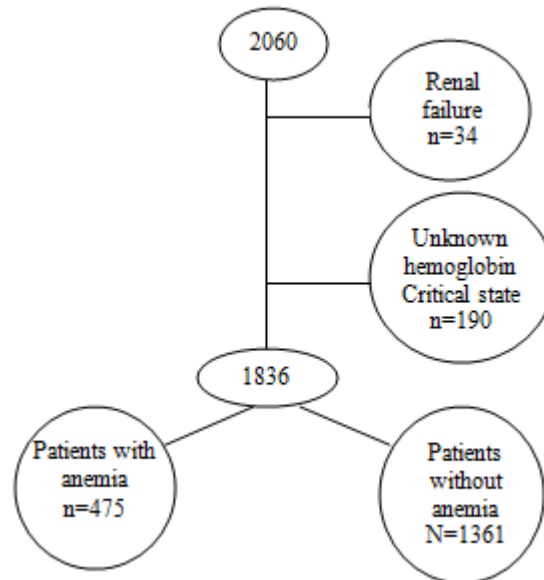 2060
Renal
failure
n=34
Unknown
hemoglobin
Critical state
n=190
1836
Patients with
anemia
n=475
Patients
without
anemia
N=1361